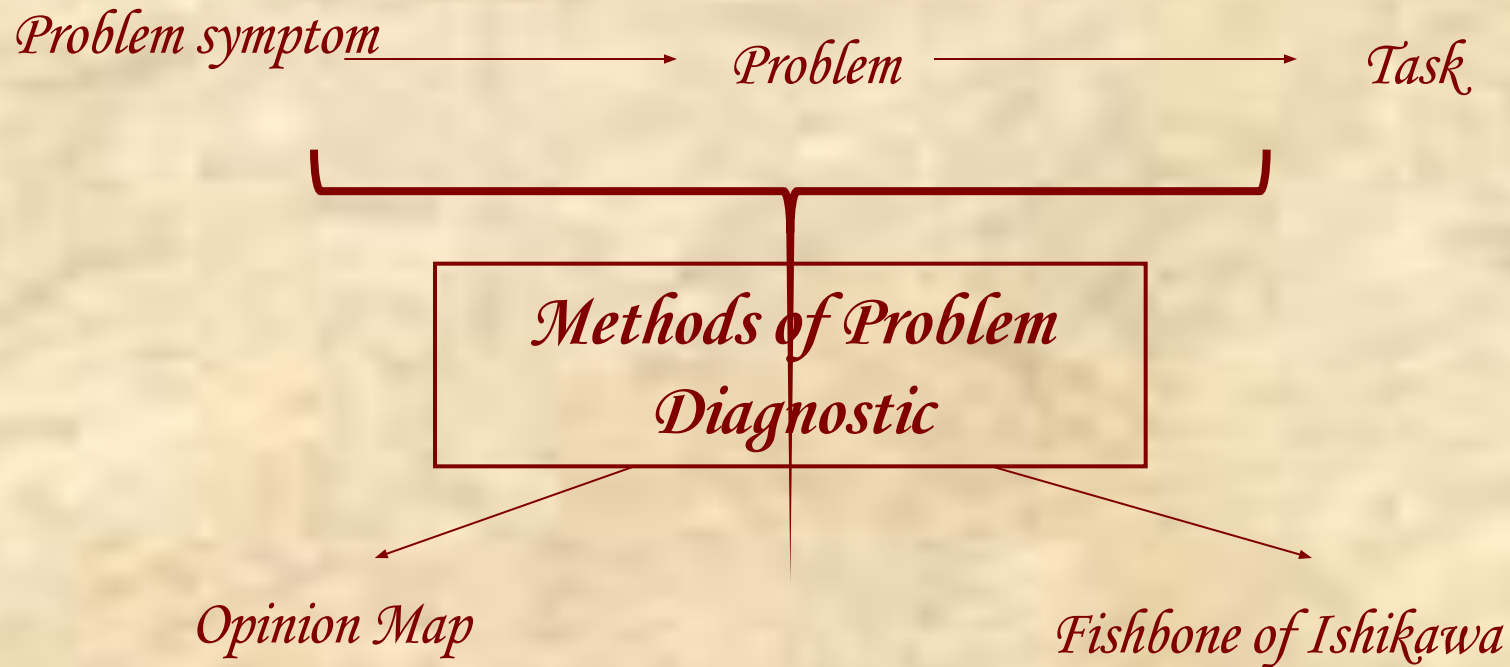 Problem symptom
Problem
Task
Methods of Problem
Diagnostic
Opinion Map
Fishbone of Ishikawa